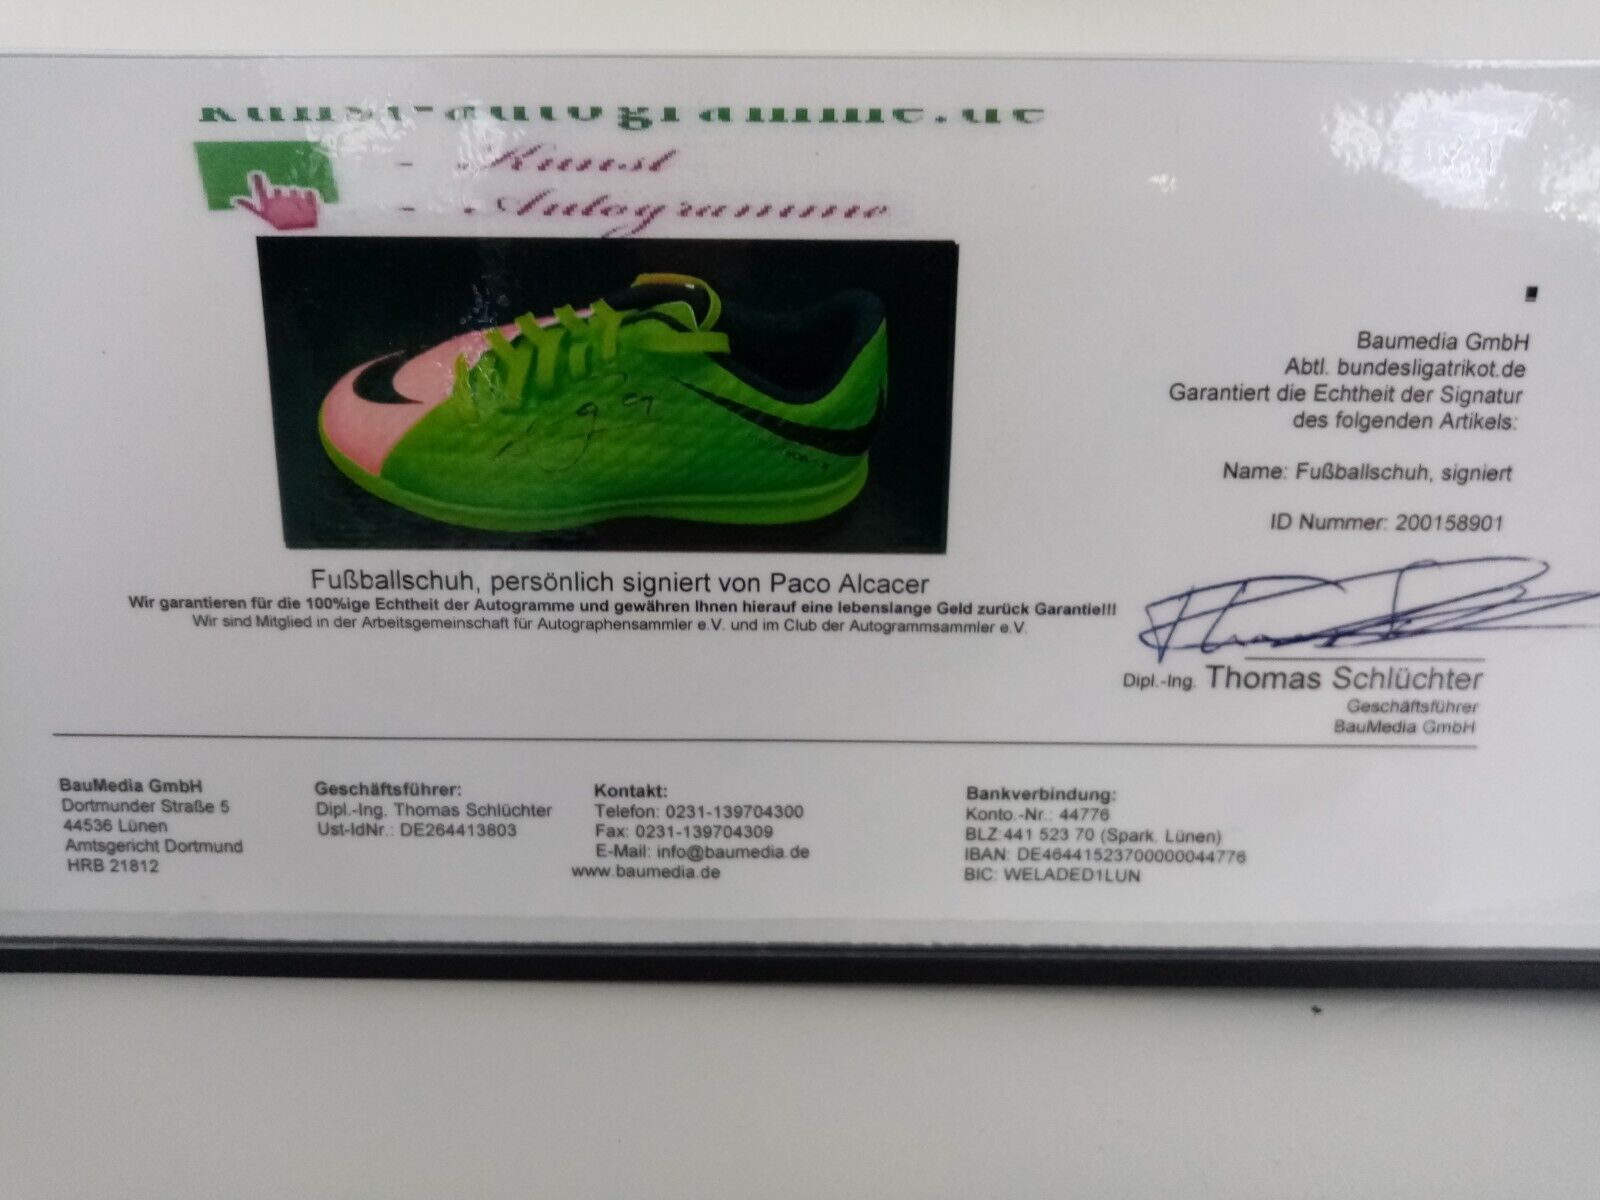 kunst-autogramme.de
- Kunst
- Autogramme
Baumedia GmbH
Abtl. bundesligatrikot.de
Garantiert die Echtheit der Signatur
des folgenden Artikels:
Name: Fußballschuh, signiert
ID Nummer: 200158901
Fußballschuh, persönlich signiert von Paco Alcacer
Wir garantieren für die 100%ige Echtheit der Autogramme und gewähren Ihnen hierauf eine lebenslange Geld zurück Garantie!!!
Wir sind Mitglied in der Arbeitsgemeinschaft für Autographensammler e.V. und im Club der Autogrammsammler e.V.
Dipl.-Ing. Thomas Schlüchter
Geschäftsführer
BauMedia GmbH
BauMedia GmbH
Dortmunder Straße 5
44536 Lünen
Amtsgericht Dortmund
HRB 21812
Geschäftsführer:
Dipl.-Ing. Thomas Schlüchter
Ust-IdNr.: DE264413803
Kontakt:
Telefon: 0231-139704300
Fax: 0231-139704309
E-Mail: info@baumedia.de
www.baumedia.de
Bankverbindung:
Konto.-Nr.: 44776
BLZ:441 523 70 (Spark. Lünen)
IBAN: DE46441523700000044776
BIC: WELADED1LUN